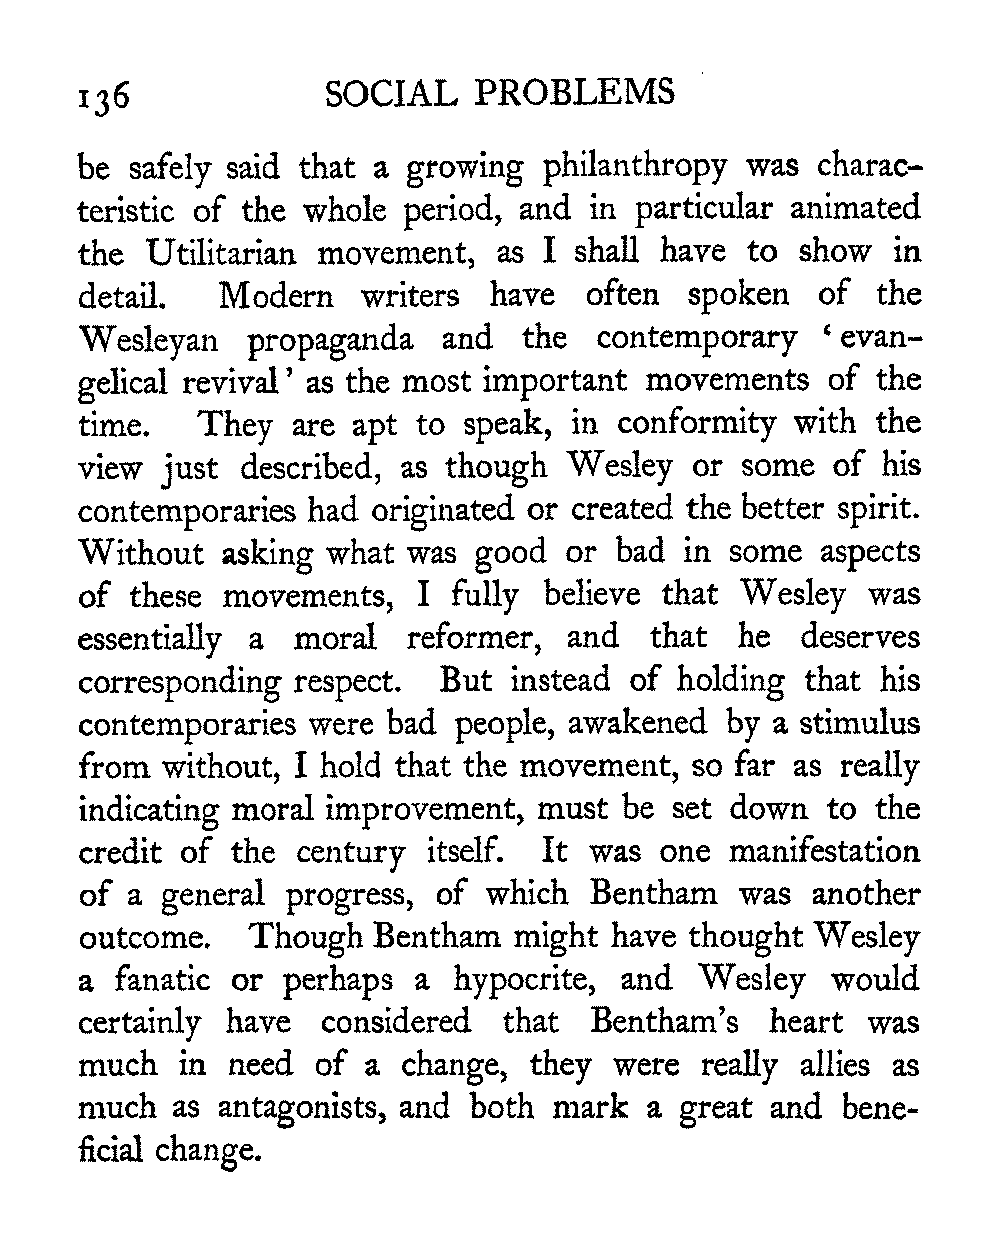 136 SOCIAL PROBLEMS
be safely said that a growing philanthropy was charac-
teristic of the whole period, and in particular animated
the Utilitarian movement, as I shall have to show in
detail. Modern writers have often spoken of the
Wesleyan propaganda and the contemporary ‘ evan-
gelical revival’ as the most important movements of the
time. They are apt to speak, in conformity with the
view just described, as though Wesley or some of his
contemporaries had originated or created the better spirit.
Without asking what was good or bad in some aspects
of these movements, I fully believe that Wesley was
essentially a moral reformer, and that he deserves
corresponding respect. But instead of holding that his
contemporaries were bad people, awakened by a stimulus
from without, I hold that the movement, so far as really
indicating moral improvement, must be set down to the
credit of the century itself. It was one manifestation
of a general progress, of which Bentham was another
outcome. Though Bentham might have thought Wesley
a fanatic or perhaps a hypocrite, and Wesley would
certainly have considered that Bentham’s heart was
much in need of a change, they were really allies as
much as antagonists, and both mark a great and bene-
ficial change.